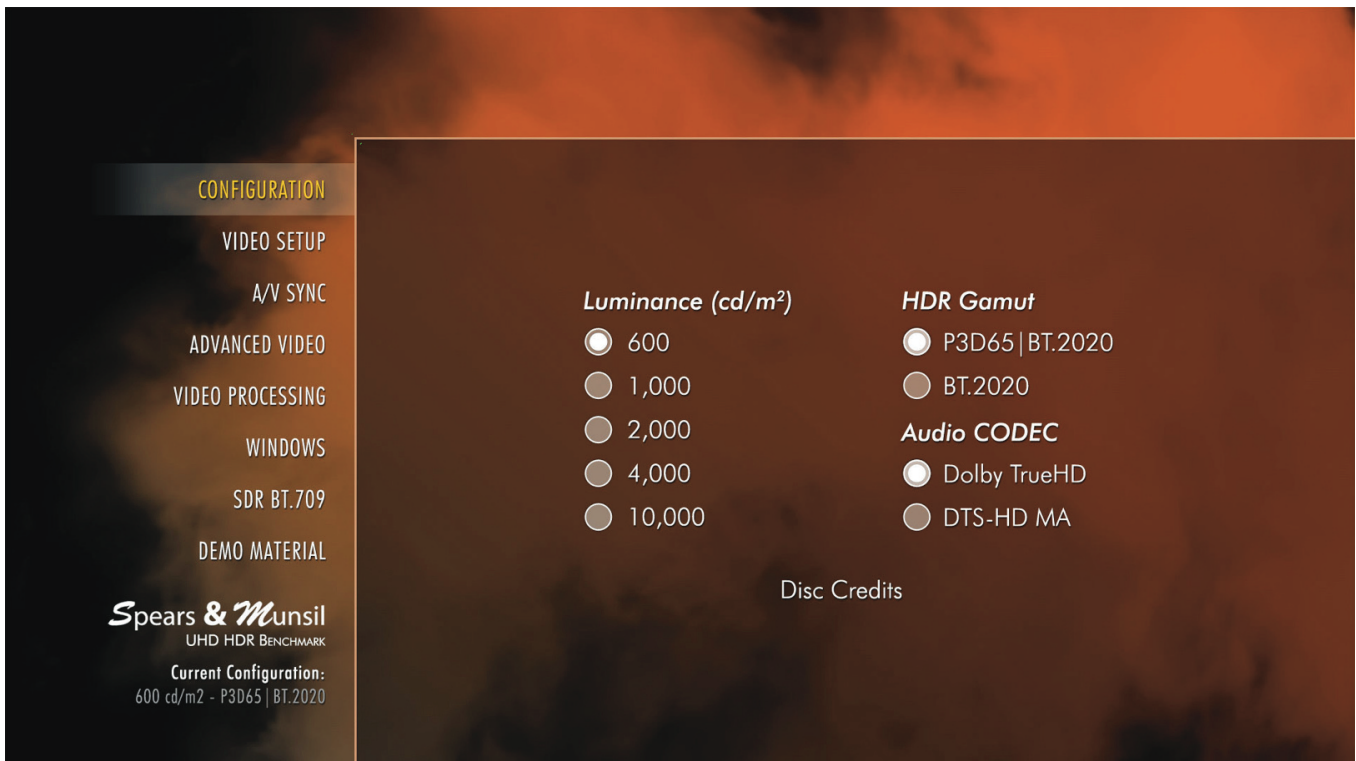 CONFIGURATION
VIDEO SETUP
A/V SYNC
ADVANCED VIDEO
VIDEO PROCESSING
WINDOWS
SDR BT.709
DEMO MATERIAL
Spears & Munsil
UHD HDR BENCHMARK
Current Configuration:
600 cd/m2 - P3D65|BT.2020
Luminance (cd/m²)
600
1,000
2,000
4,000
10,000
HDR Gamut
P3D65|BT.2020
BT.2020
Audio CODEC
Dolby TrueHD
DTS-HD MA
Disc Credits